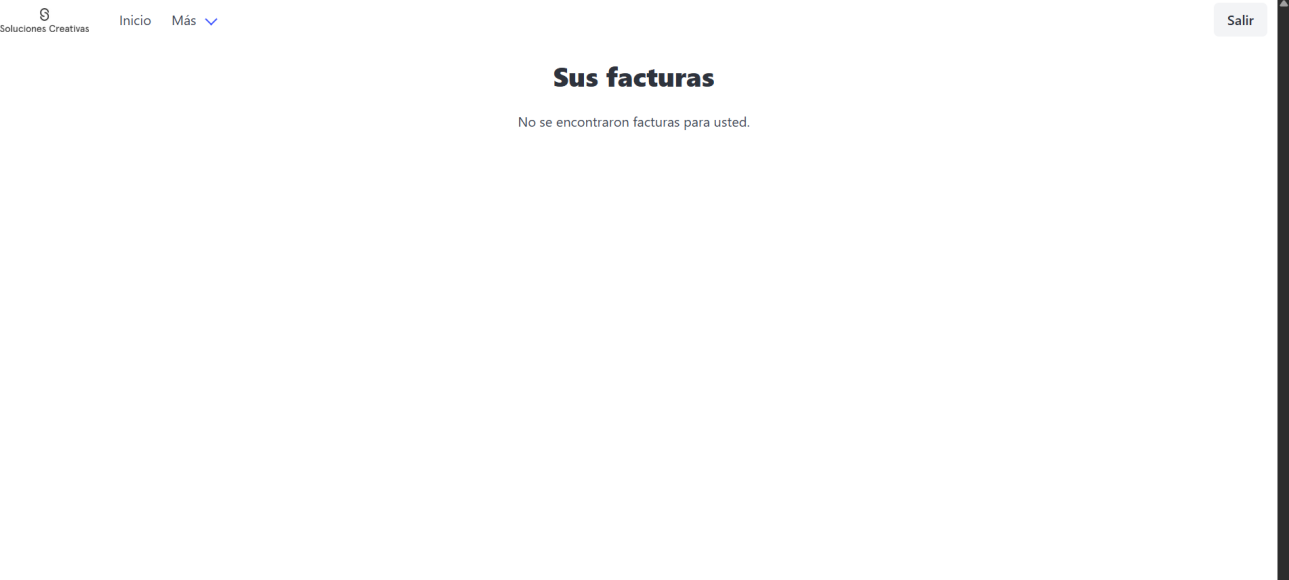 Soluciones Creativas
Inicio
Más
Salir
Sus facturas
No se encontraron facturas para usted.